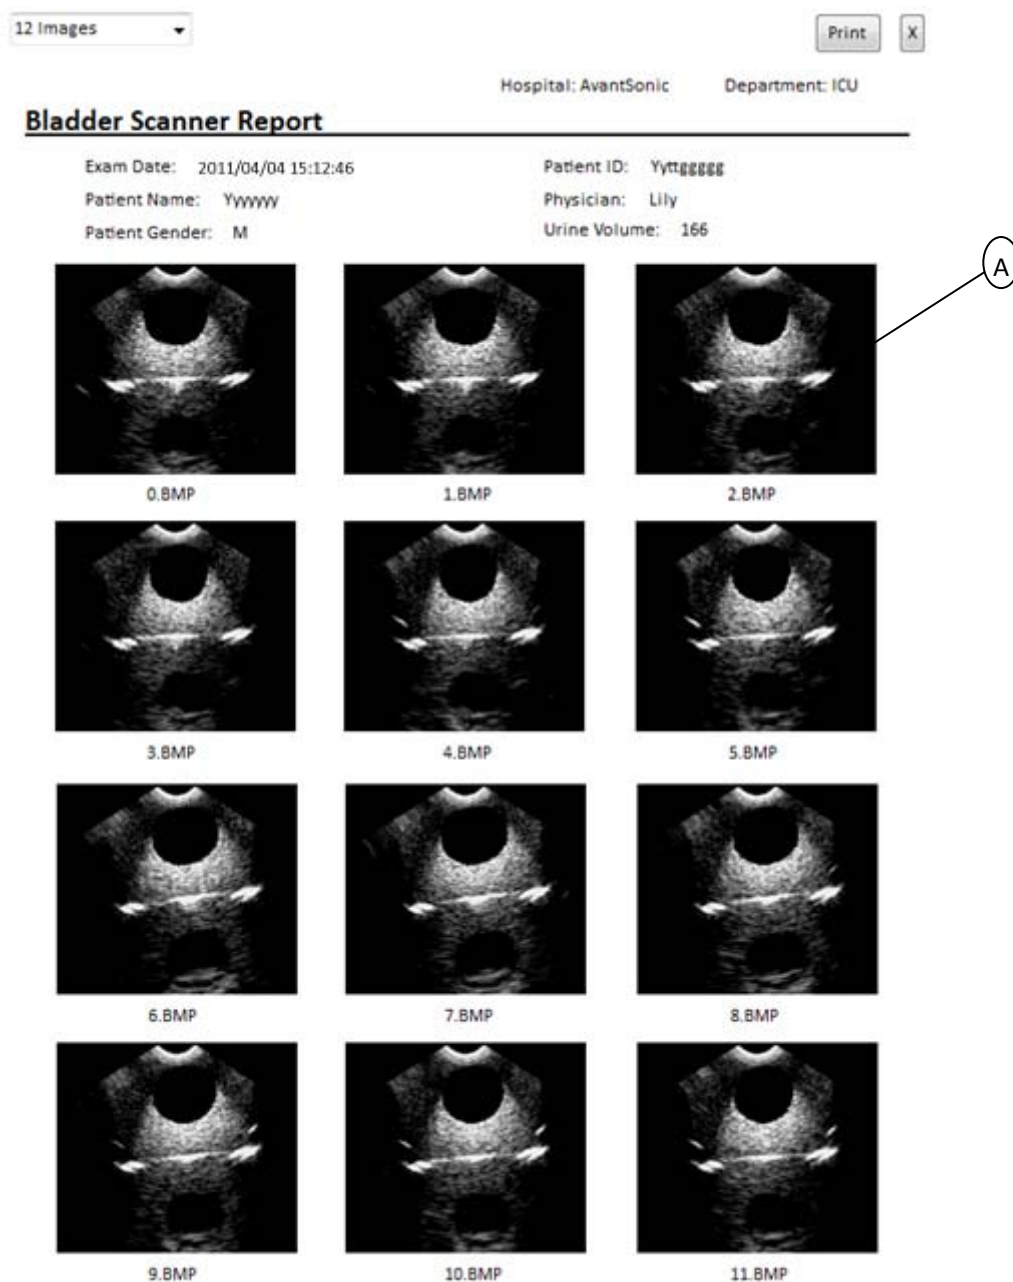 12 Images
Print X
Hospital: AvantSonic Department: ICU
Bladder Scanner Report
Exam Date: 2011/04/04 15:12:46 Patient ID: Yyttggggg
Patient Name: Yyyyyyy Physician: Lily
Patient Gender: M Urine Volume: 166
A
0.BMP 1.BMP 2.BMP
3.BMP 4.BMP 5.BMP
6.BMP 7.BMP 8.BMP
9.BMP 10.BMP 11.BMP